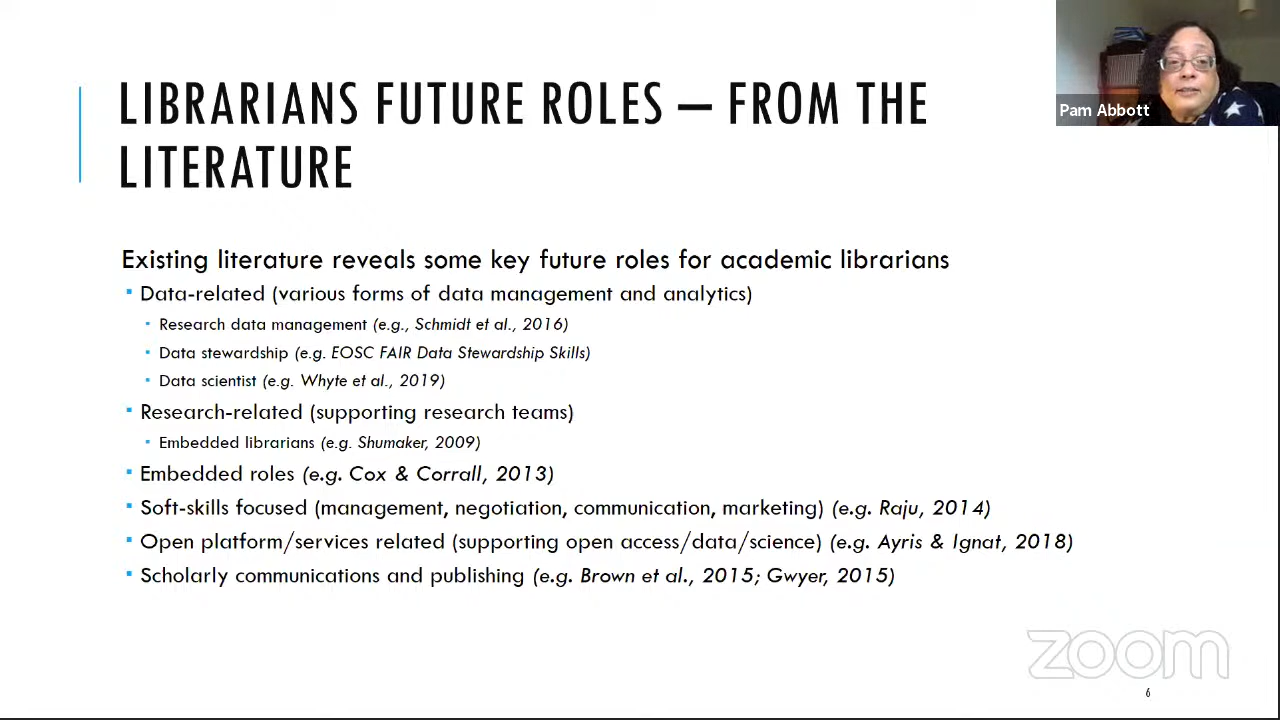 LIBRARIANS FUTURE ROLES – FROM THE
LITERATURE
Pam Abbott
Existing literature reveals some key future roles for academic librarians
▪ Data-related (various forms of data management and analytics)
▪ Research data management (e.g., Schmidt et al., 2016)
▪ Data stewardship (e.g. EOSC FAIR Data Stewardship Skills)
▪ Data scientist (e.g. Whyte et al., 2019)
▪ Research-related (supporting research teams)
▪ Embedded librarians (e.g. Shumaker, 2009)
▪ Embedded roles (e.g. Cox & Corrall, 2013)
▪ Soft-skills focused (management, negotiation, communication, marketing) (e.g. Raju, 2014)
▪ Open platform/services related (supporting open access/data/science) (e.g. Ayris & Ignat, 2018)
▪ Scholarly communications and publishing (e.g. Brown et al., 2015; Gwyer, 2015)
zoom
6